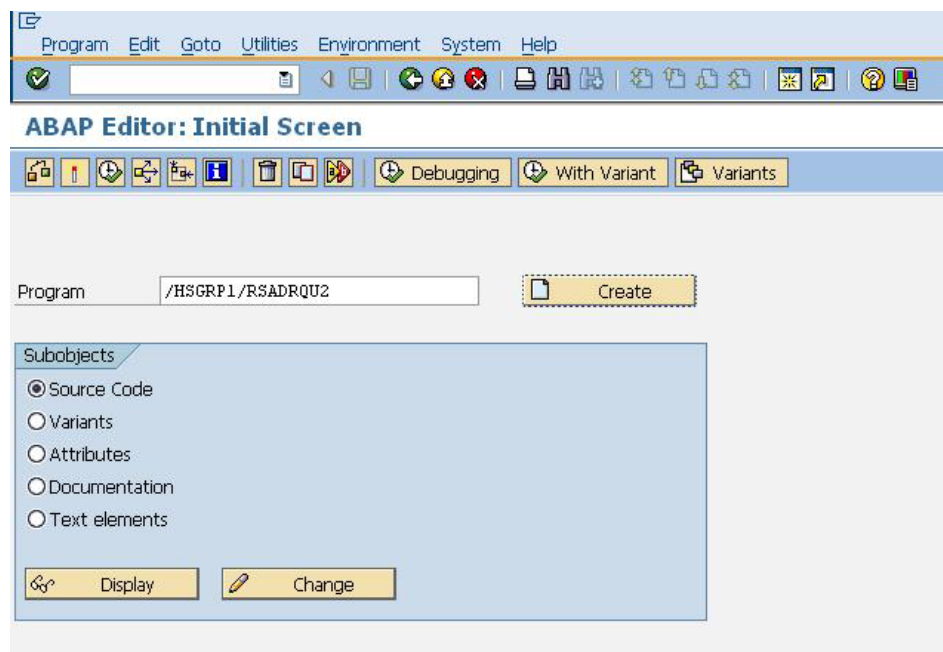 Program Edit Goto Utilities Environment System Help
ABAP Editor: Initial Screen
Debugging With Variant Variants
Program /HSGRP1/RSADRQU2 Create
Subobjects
Source Code
Variants
Attributes
Documentation
Text elements
Display Change